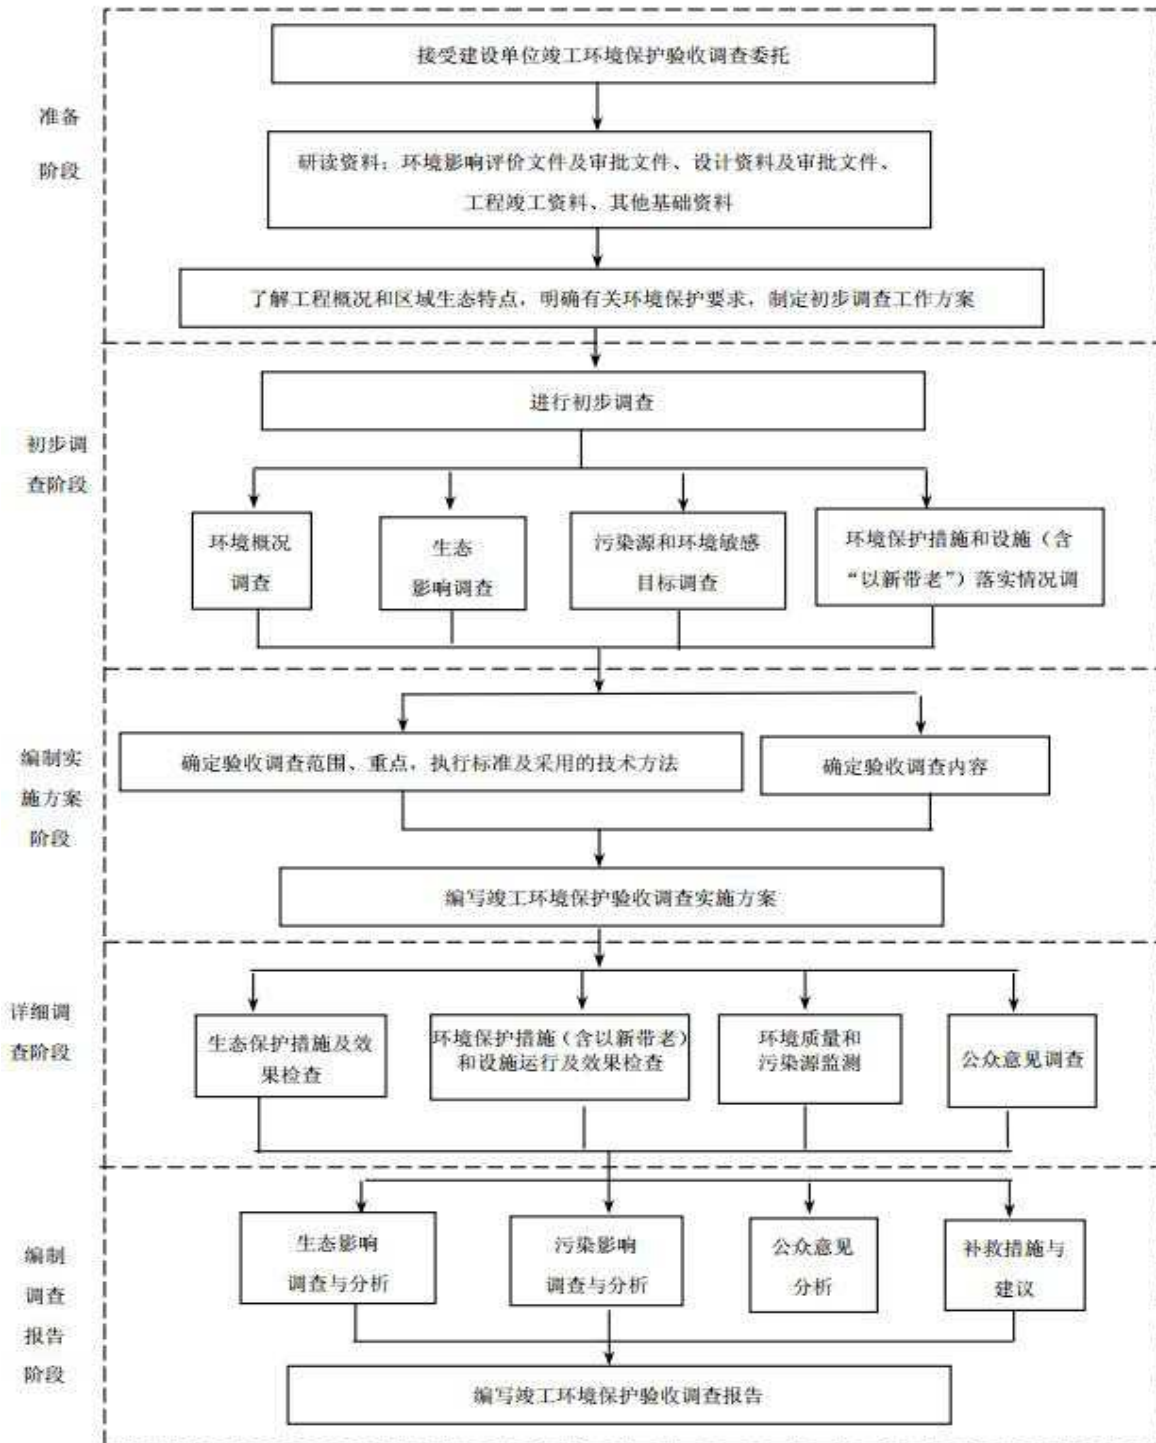 接受建设单位竣工环境保护验收调查委托
准备
阶段
研读资料：环境影响评价文件及审批文件、设计资料及审批文件、
工程竣工资料、其他基础资料
了解工程概况和区域生态特点，明确有关环境保护要求，制定初步调查工作方案
进行初步调查
初步调
查阶段
环境概况
调查
生态
影响调查
污染源和环境敏感
目标调查
环境保护措施和设施（含
“以新带老”）落实情况调
编制实
施方案
阶段
确定验收调查范围、重点，执行标准及采用的技术方法
确定验收调查内容
编写竣工环境保护验收调查实施方案
详细调
查阶段
生态保护措施及效
果检查
环境保护措施（含以新带老）
和设施运行及效果检查
环境质量和
污染源监测
公众意见调查
编制
调查
报告
阶段
生态影响
调查与分析
污染影响
调查与分析
公众意见
分析
补救措施与
建议
编写竣工环境保护验收调查报告